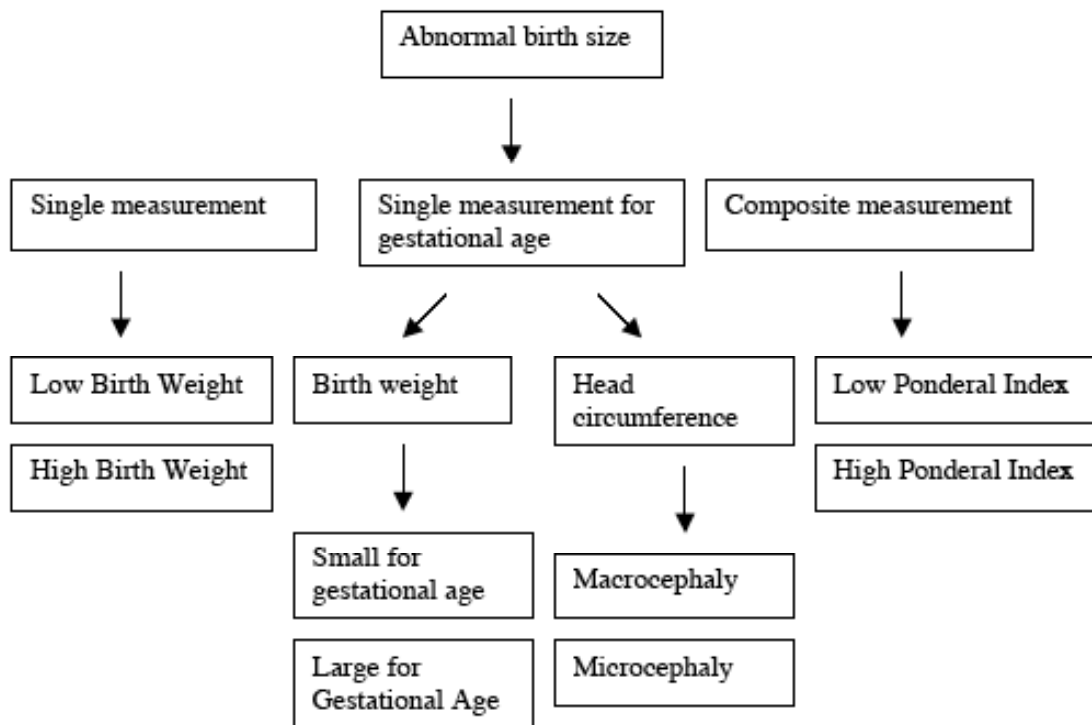 Abnormal birth size
Single measurement
Single measurement for
gestational age
Composite measurement
Low Birth Weight
Birth weight
Head
circumference
Low Ponderal Index
High Birth Weight
High Ponderal Index
Small for
gestational age
Macrocephaly
Large for
Gestational Age
Microcephaly